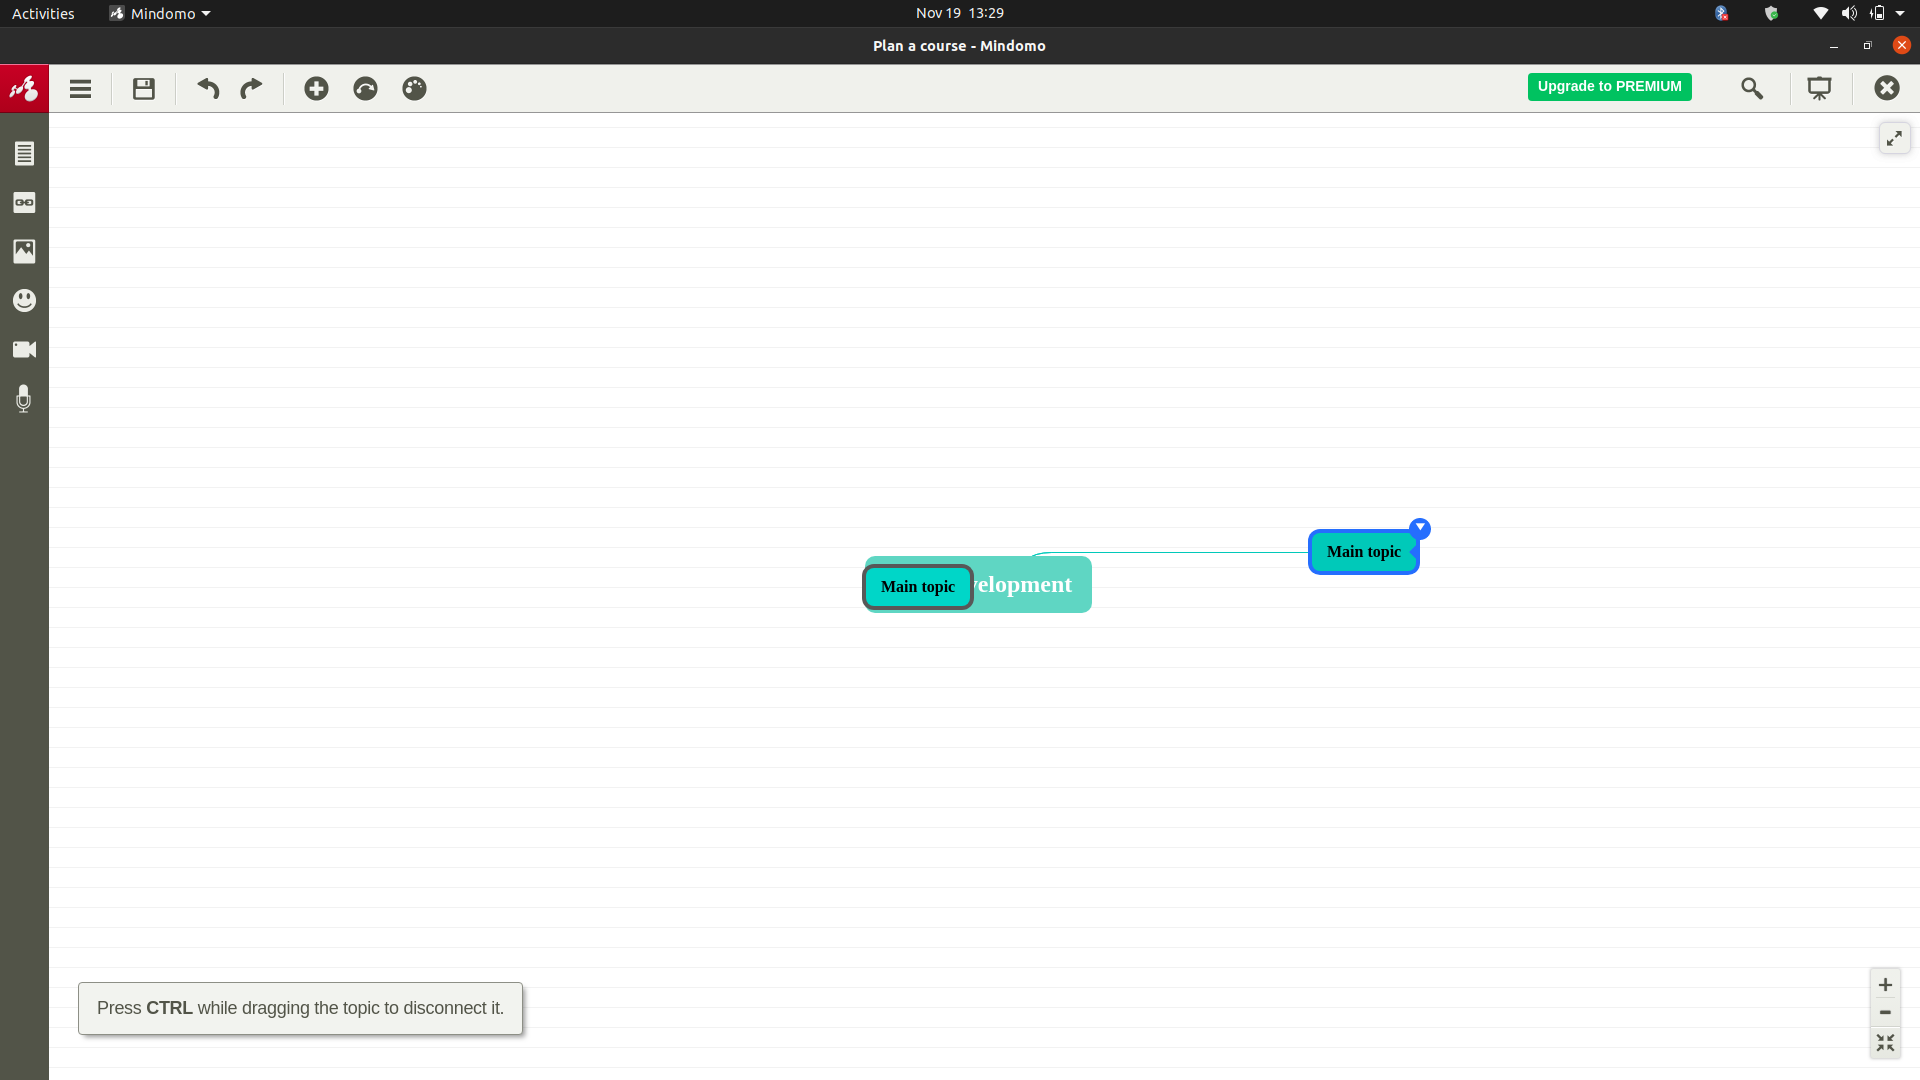 Activities
Mindomo
Nov 19 13:29
Plan a course - Mindomo
Upgrade to PREMIUM
Main topic
Main topic
velopment
Press CTRL while dragging the topic to disconnect it.